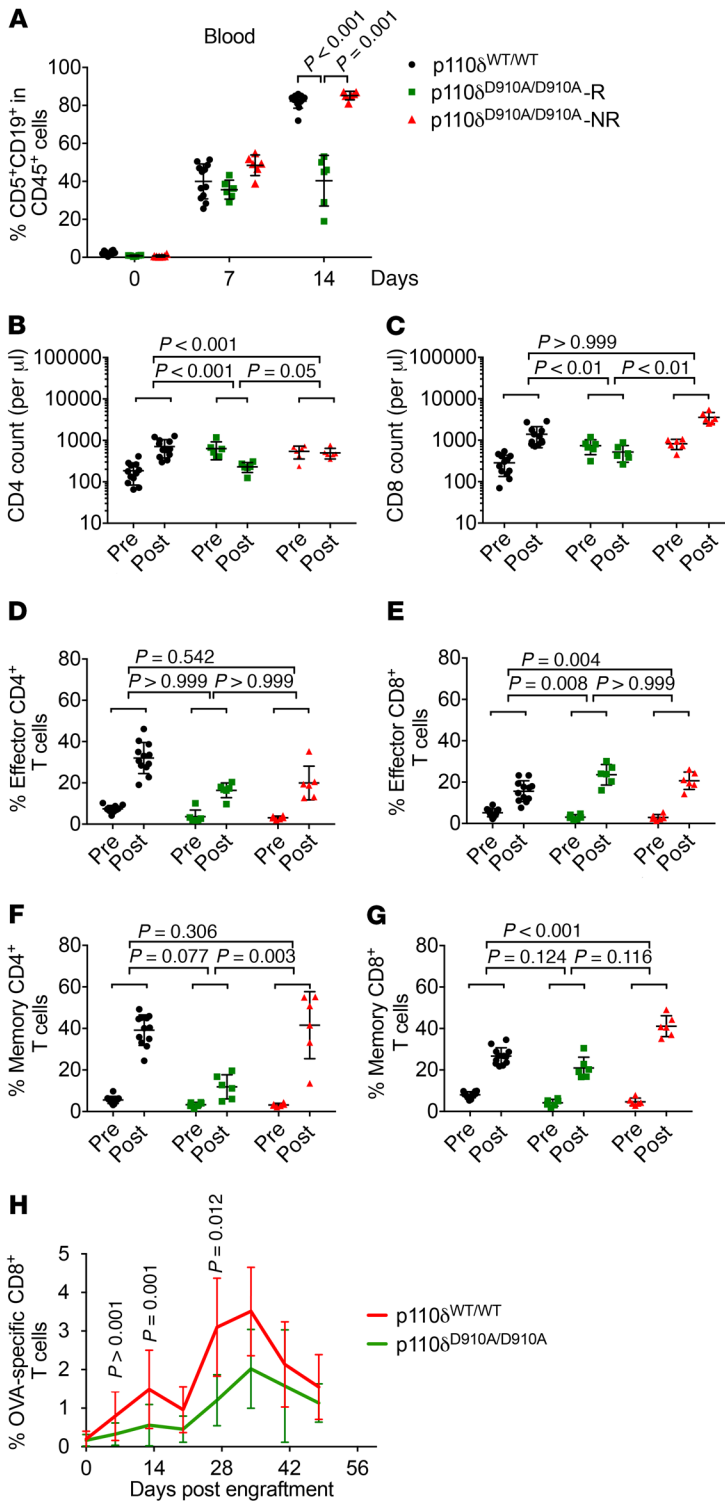 A
Blood
P < 0.001
P = 0.001
p110δWT/WT
p110δD910A/D910A-R
p110δD910A/D910A-NR
% CD5+CD19+ in
CD45+ cells
100
80
60
40
20
0
0 7 14 Days
B
CD4 count (per µl)
P < 0.001
P < 0.001 P = 0.05
100000
10000
1000
100
10
Pre Post Pre Post Pre Post
C
CD8 count (per µl)
P > 0.999
P < 0.01 P < 0.01
100000
10000
1000
100
10
Pre Post Pre Post Pre Post
D
% Effector CD4+
T cells
P = 0.542
P > 0.999 P > 0.999
80
60
40
20
0
Pre Post Pre Post Pre Post
E
% Effector CD8+
T cells
P = 0.004
P = 0.008 P > 0.999
80
60
40
20
0
Pre Post Pre Post Pre Post
F
% Memory CD4+
T cells
P = 0.306
P = 0.077 P = 0.003
80
60
40
20
0
Pre Post Pre Post Pre Post
G
% Memory CD8+
T cells
P < 0.001
P = 0.124 P = 0.116
80
60
40
20
0
Pre Post Pre Post Pre Post
H
% OVA-specific CD8+
T cells
P > 0.001
P = 0.001
P = 0.012
5
4
3
2
1
0
0 14 28 42 56
Days post engraftment
p110δWT/WT
p110δD910A/D910A